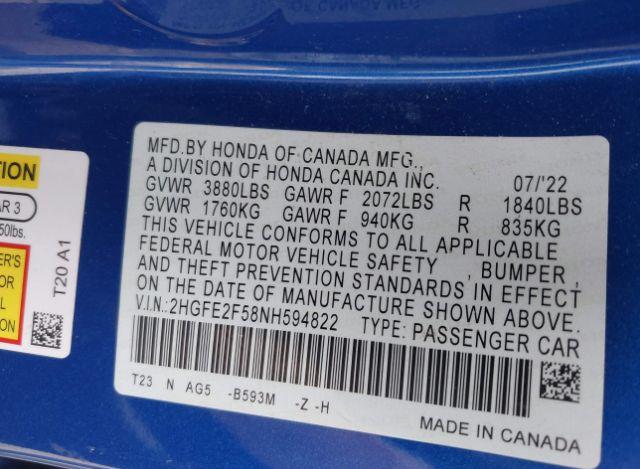 MFD.BY HONDA OF CANADA MFG.,
A DIVISION OF HONDA CANADA INC. 07/'22
GVWR 3880LBS GAWR F 2072LBS R 1840LBS
GVWR 1760KG GAWR F 940KG R 835KG
THIS VEHICLE CONFORMS TO ALL APPLICABLE
FEDERAL MOTOR VEHICLE SAFETY , BUMPER ,
AND THEFT PREVENTION STANDARDS IN EFFECT
ON THE DATE OF MANUFACTURE SHOWN ABOVE.
V.I.N.:2HGFE2F58NH594822 TYPE: PASSENGER CAR
T23 N AG5 -B593M -Z -H
MADE IN CANADA
T20 A1